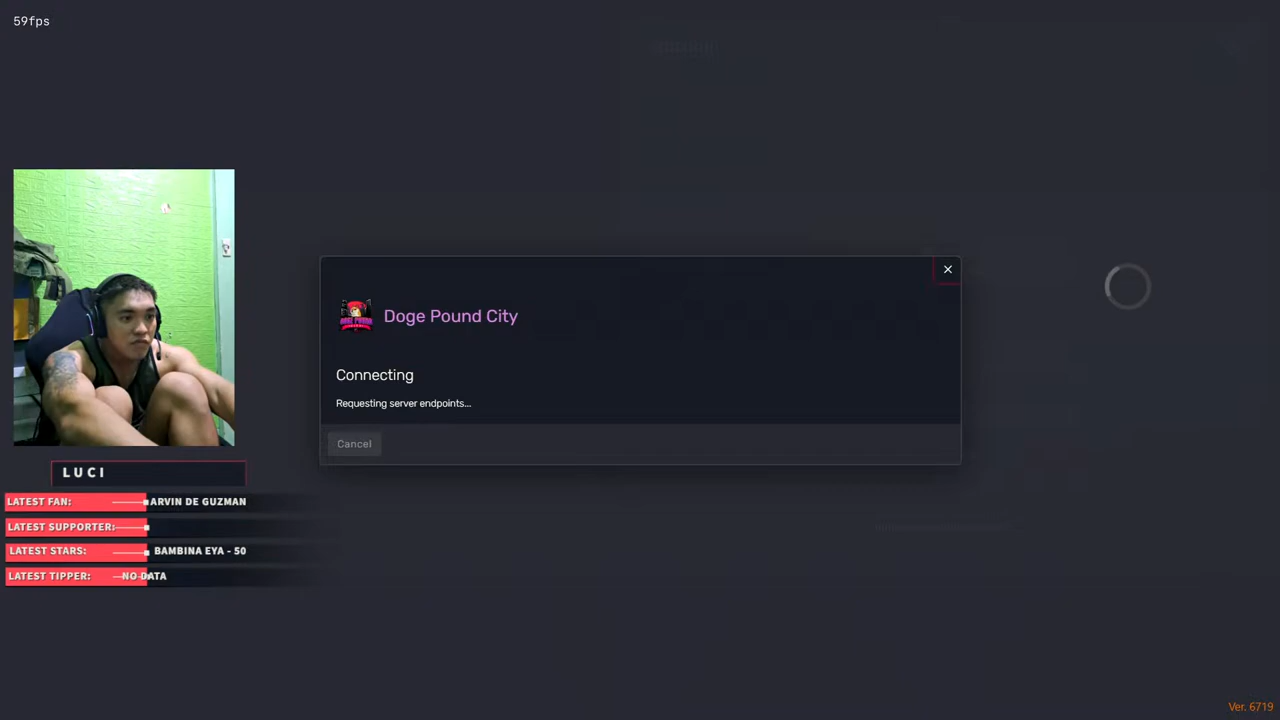 59fps
Doge Pound City
Connecting
Requesting server endpoints...
Cancel
LUCI
LATEST FAN: ARVIN DE GUZMAN
LATEST SUPPORTER:
LATEST STARS: BAMBINA EYA - 50
LATEST TIPPER: NO DATA
Ver. 6719